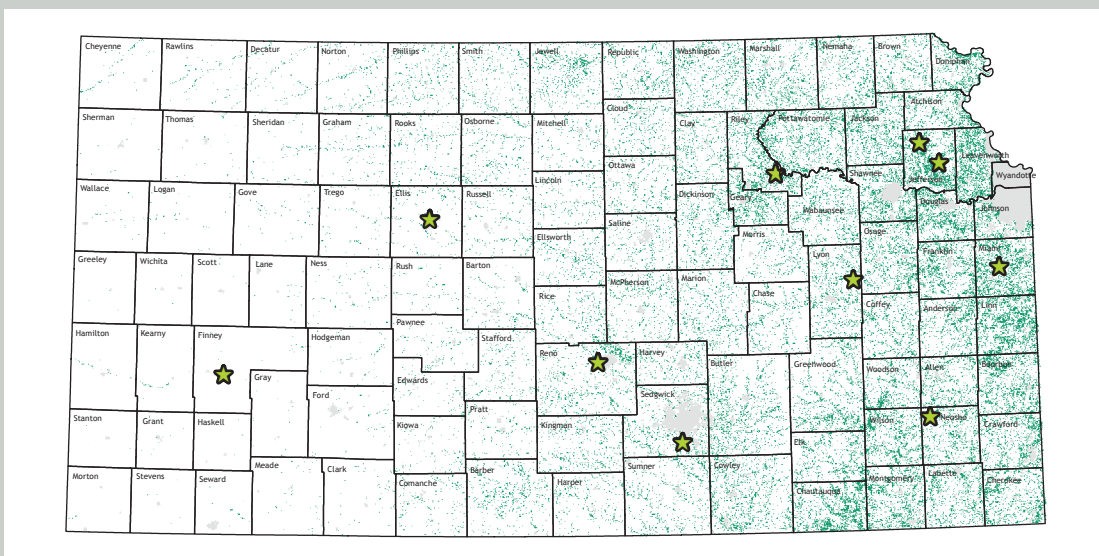 Cheyenne Rawlins Decatur Norton Phillips Smith Jewell Republic Washington Marshall Nemaha Brown Doniphan
Sherman Thomas Sheridan Graham Rooks Osborne Mitchell Cloud Clay Riley Pottawatomie Jackson Atchison
Wallace Logan Gove Trego Ellis Russell Lincoln Ottawa Dickinson Geary Wabaunsee Shawnee Jefferson Leavenworth Wyandotte
Greeley Wichita Scott Lane Ness Rush Barton Ellsworth Saline Morris Lyon Osage Douglas Johnson
Hamilton Kearny Finney Hodgeman Pawnee Stafford Rice McPherson Marion Chase Coffey Franklin Miami
Gray Ford Edwards Reno Harvey Butler Greenwood Woodson Anderson Linn
Stanton Grant Haskell Kiowa Pratt Kingman Sedgwick Elk Wilson Allen Bourbon
Neosho Crawford
Morton Stevens Seward Meade Clark Comanche Barber Harper Sumner Cowley Chautauqua Montgomery Labette Cherokee